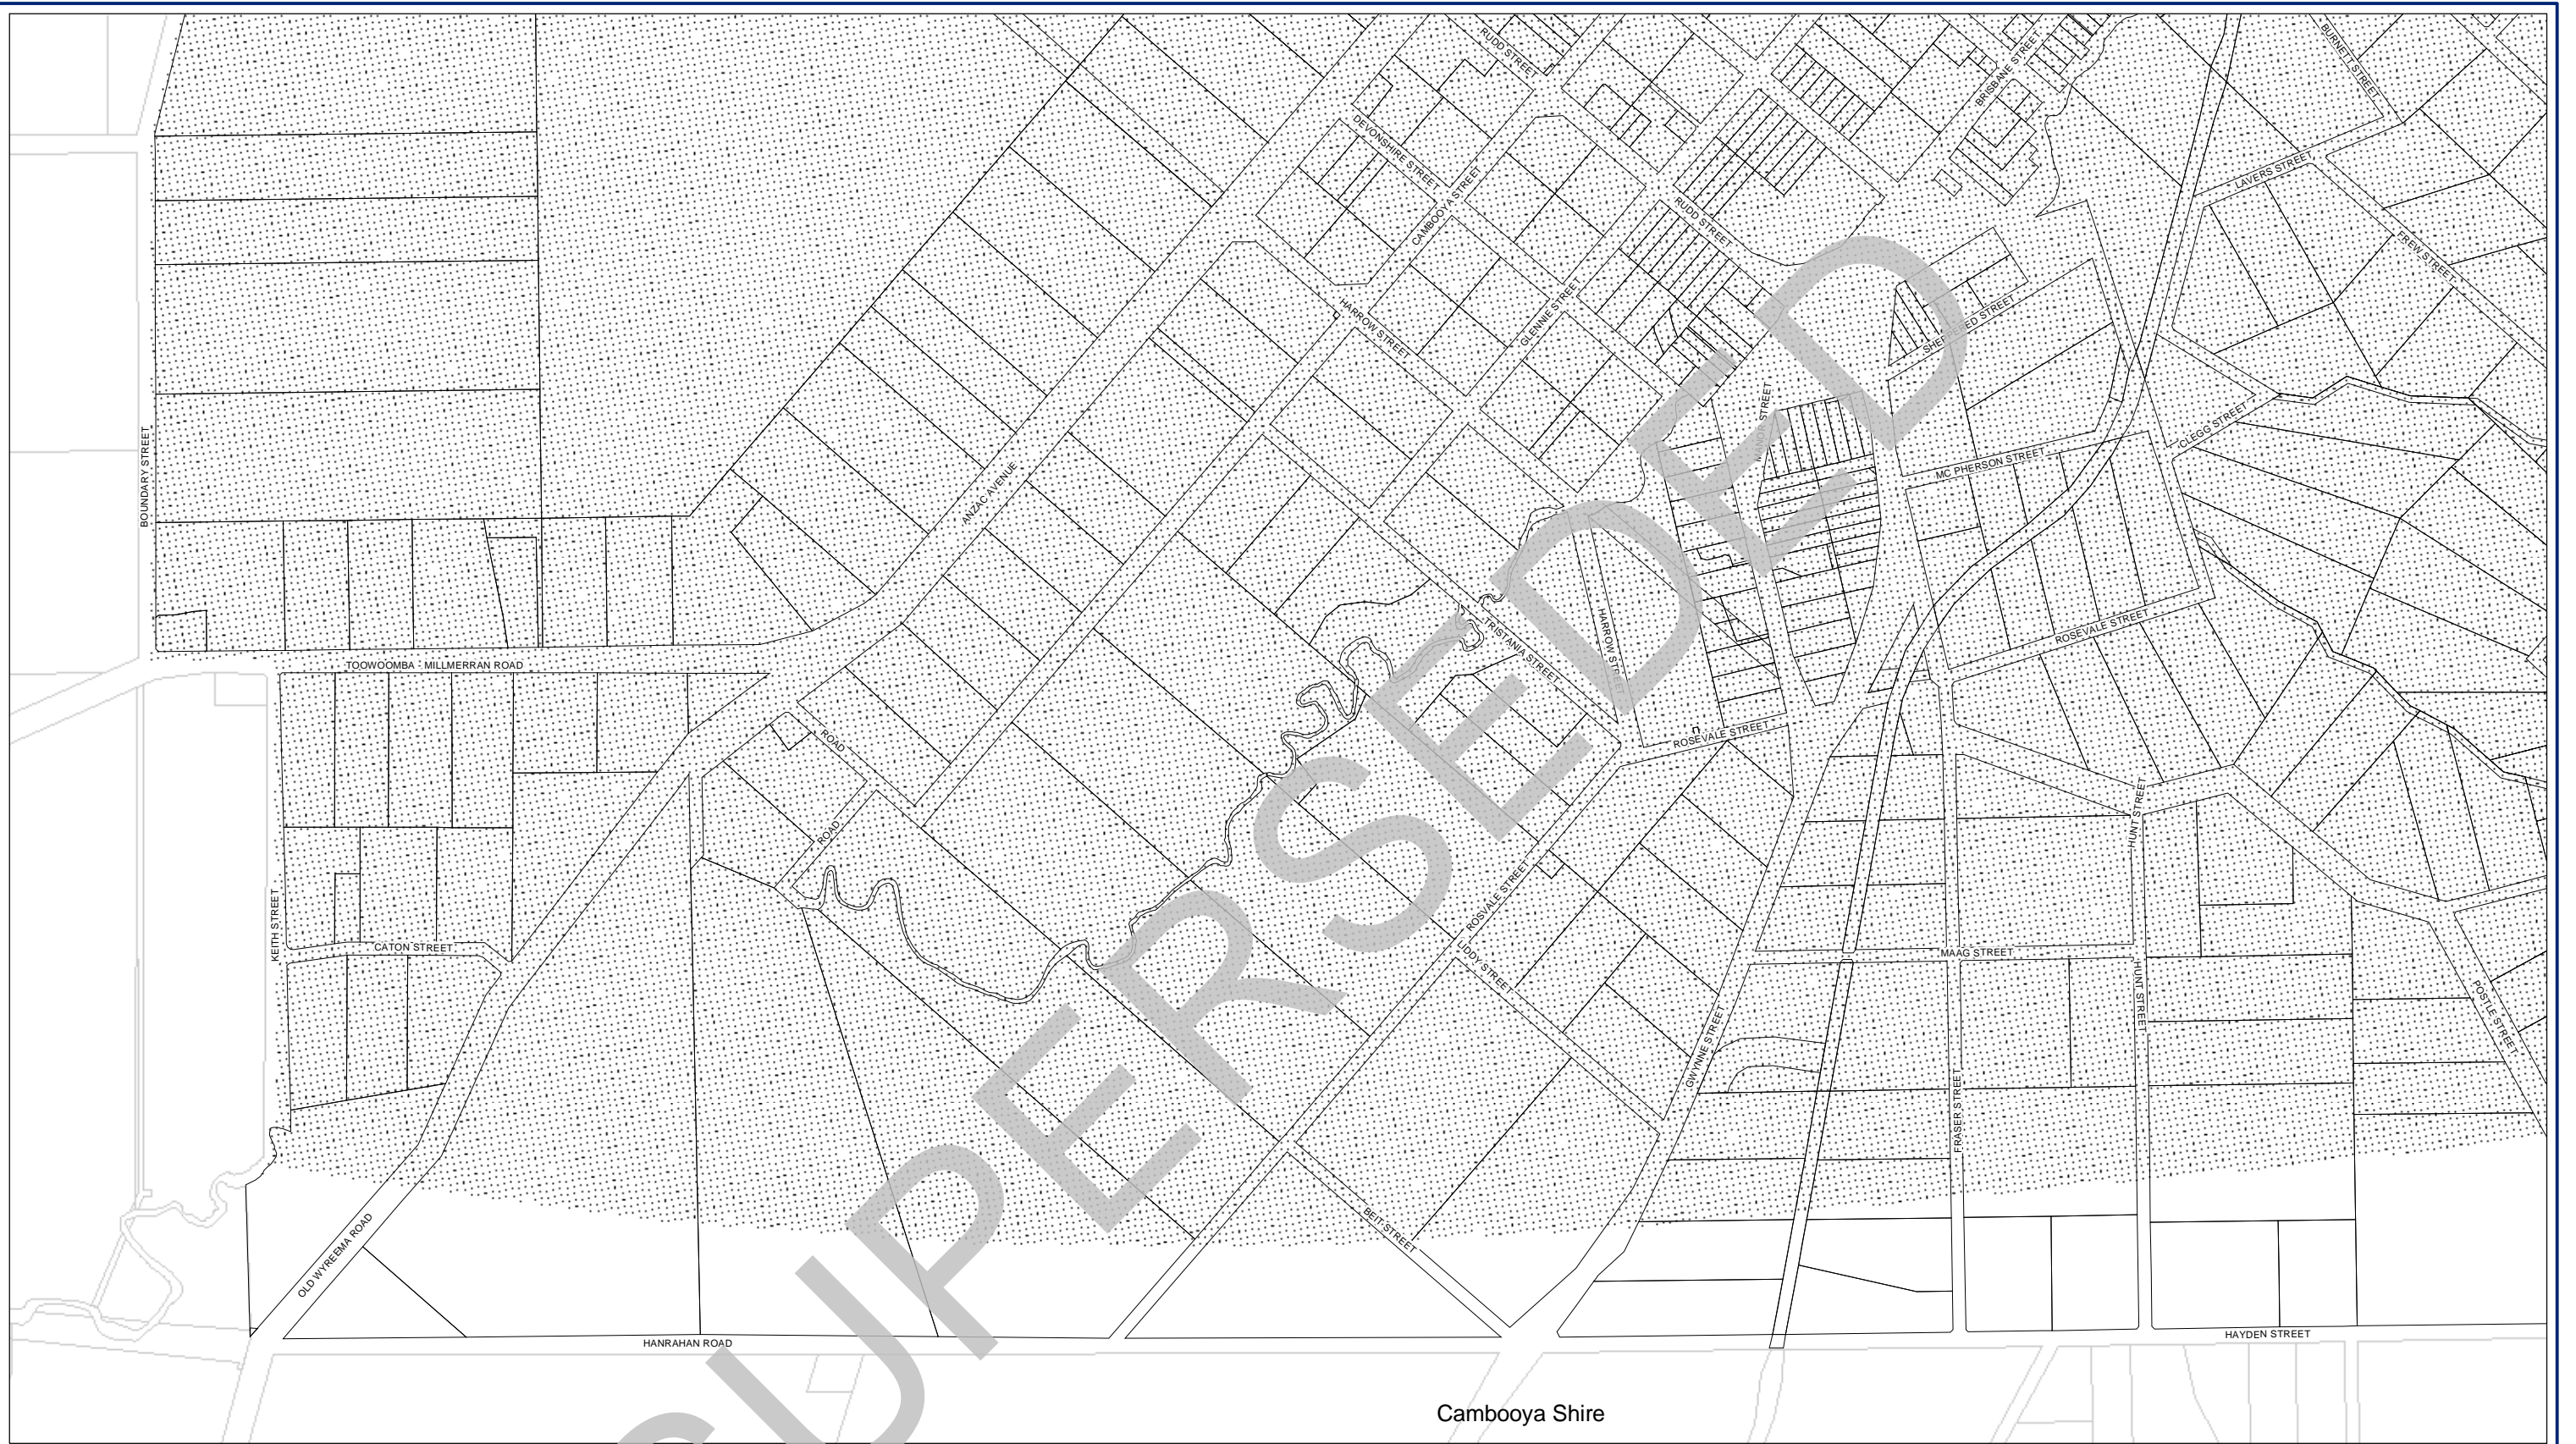 RUDD STREET
BRISBANE STREET
BURNETT STREET
DEVONSHIRE STREET
CAMBOOYA STREET
RUDD STREET
LAVERS STREE
FREW STREET
HARROW STREET
GLENNIE STREET
SHEPHERED STREET
STREET
CLEGG STREET
BOUNDARY STREET
ANZAC AVENUE
MC PHERSON STREET
HARROW STREET
TRISTANIA STREET
ROSEVALE STREET
TOOWOOMBA - MILLMERRAN ROAD
ROAD
ROSEVALE STREET
ROAD
HUNT STREET
KEITH STREET
CATON STREET
ROSVALE STREET
LIDDY STREET
MAAG STREET
HUNT STREET
POSTLE STREET
GWYNNE STREET
FRASER STREET
OLD WYREEMA ROAD
BEIT STREET
HANRAHAN ROAD
HAYDEN STREET
Cambooya Shire
SUPERSEDED